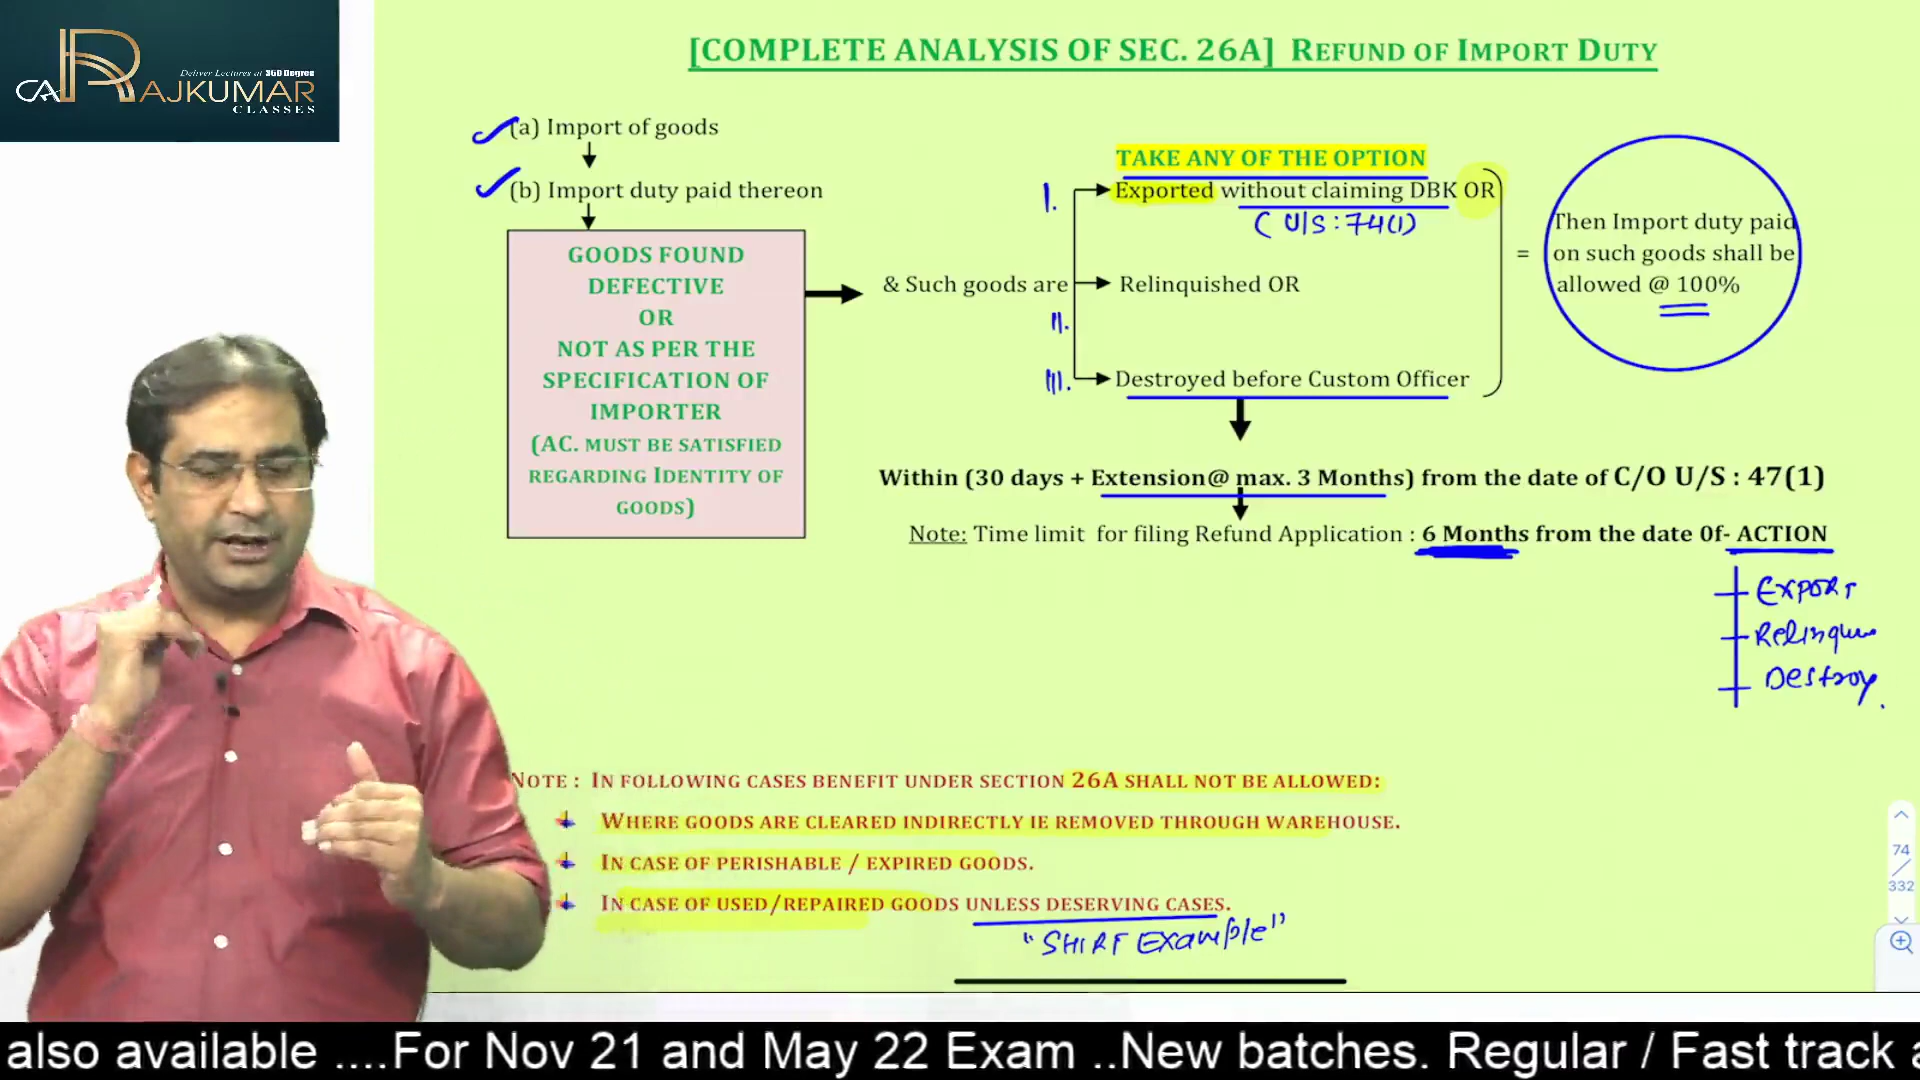 Deliver Lectures at 360 Degree
CA RAJKUMAR
CLASSES
[COMPLETE ANALYSIS OF SEC. 26A] REFUND OF IMPORT DUTY
(a) Import of goods
(b) Import duty paid thereon
GOODS FOUND
DEFECTIVE
OR
NOT AS PER THE
SPECIFICATION OF
IMPORTER
(AC. MUST BE SATISFIED
REGARDING IDENTITY OF
GOODS)
& Such goods are
TAKE ANY OF THE OPTION
I.
Exported without claiming DBK OR
( U/S : 74(1)
Relinquished OR
II.
III.
Destroyed before Custom Officer
=
Then Import duty paid
on such goods shall be
allowed @ 100%
Within (30 days + Extension@ max. 3 Months) from the date of C/O U/S : 47(1)
Note: Time limit for filing Refund Application : 6 Months from the date 0f- ACTION
EXPORT
Destroy.
NOTE : IN FOLLOWING CASES BENEFIT UNDER SECTION 26A SHALL NOT BE ALLOWED:
WHERE GOODS ARE CLEARED INDIRECTLY IE REMOVED THROUGH WAREHOUSE.
IN CASE OF PERISHABLE / EXPIRED GOODS.
IN CASE OF USED/REPAIRED GOODS UNLESS DESERVING CASES.
"SHIRT Example"
74
/
332
also available ....For Nov 21 and May 22 Exam ..New batches. Regular / Fast track a